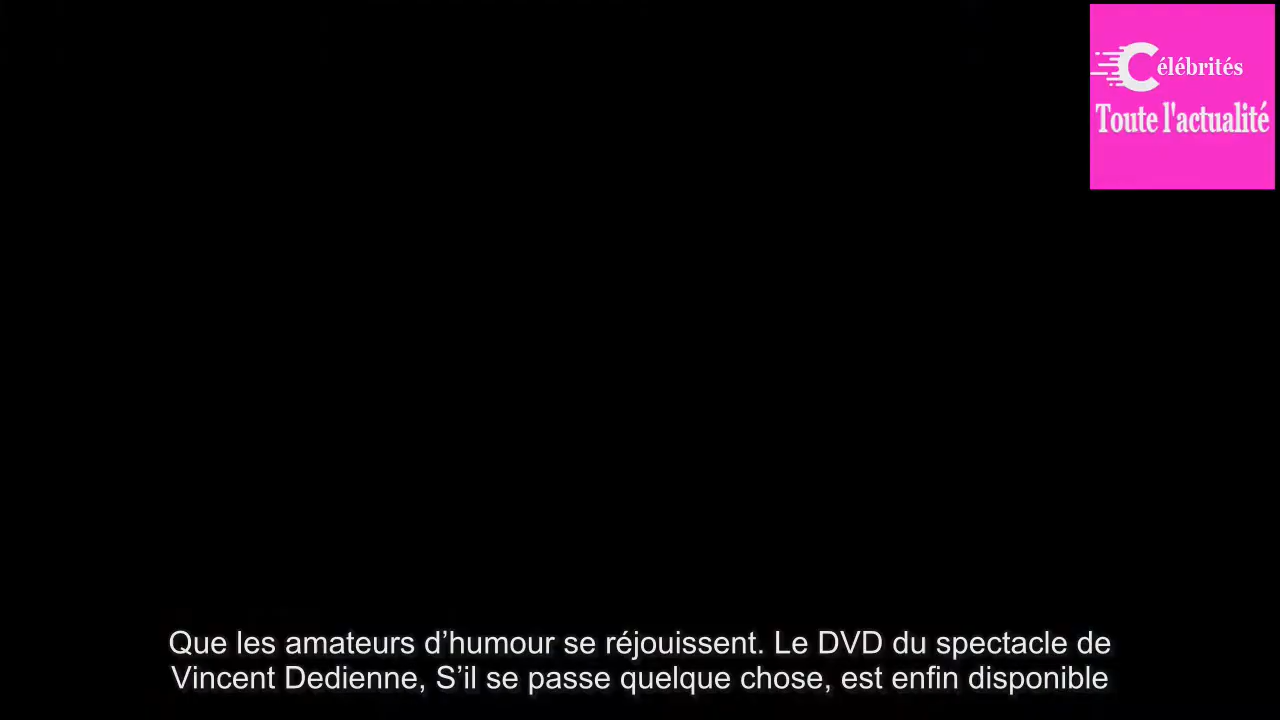 Célébrités
Toute l'actualité
Que les amateurs d’humour se réjouissent. Le DVD du spectacle de
Vincent Dedienne, S’il se passe quelque chose, est enfin disponible